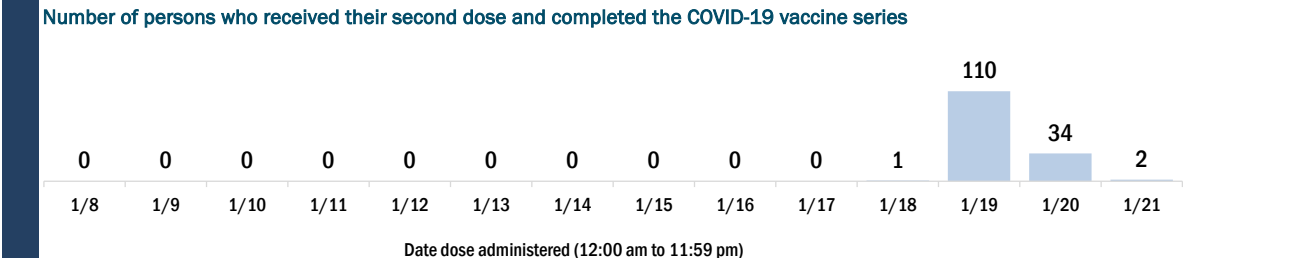 Number of persons who received their second dose and completed the COVID-19 vaccine series
110
34
0 0 0 0 0 0 0 0 0 0 1 2
1/8 1/9 1/10 1/11 1/12 1/13 1/14 1/15 1/16 1/17 1/18 1/19 1/20 1/21
Date dose administered (12:00 am to 11:59 pm)